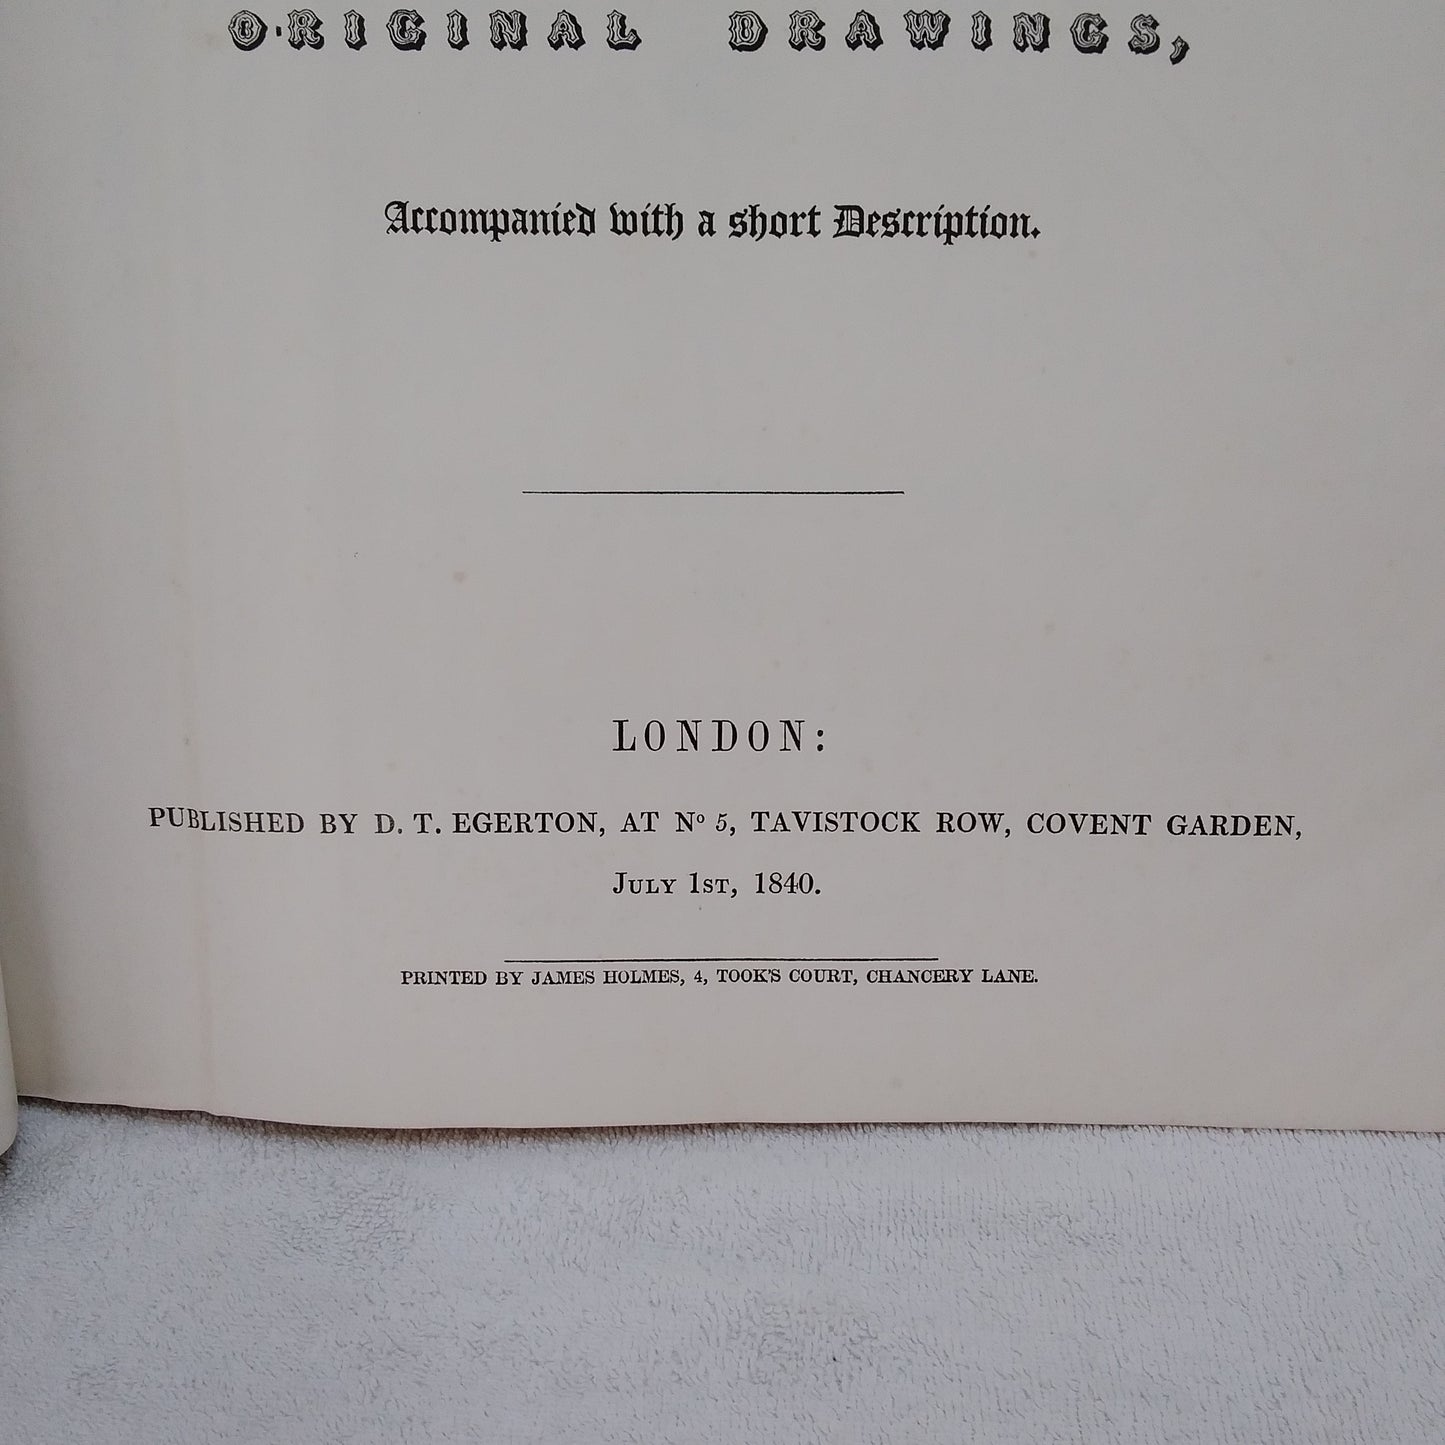 ORIGINAL DRAWINGS,
Accompanied with a short Description.
LONDON:
PUBLISHED BY D. T. EGERTON, AT Nº 5, TAVISTOCK ROW, COVENT GARDEN,
JULY 1ST, 1840.
PRINTED BY JAMES HOLMES, 4, TOOK'S COURT, CHANCERY LANE.